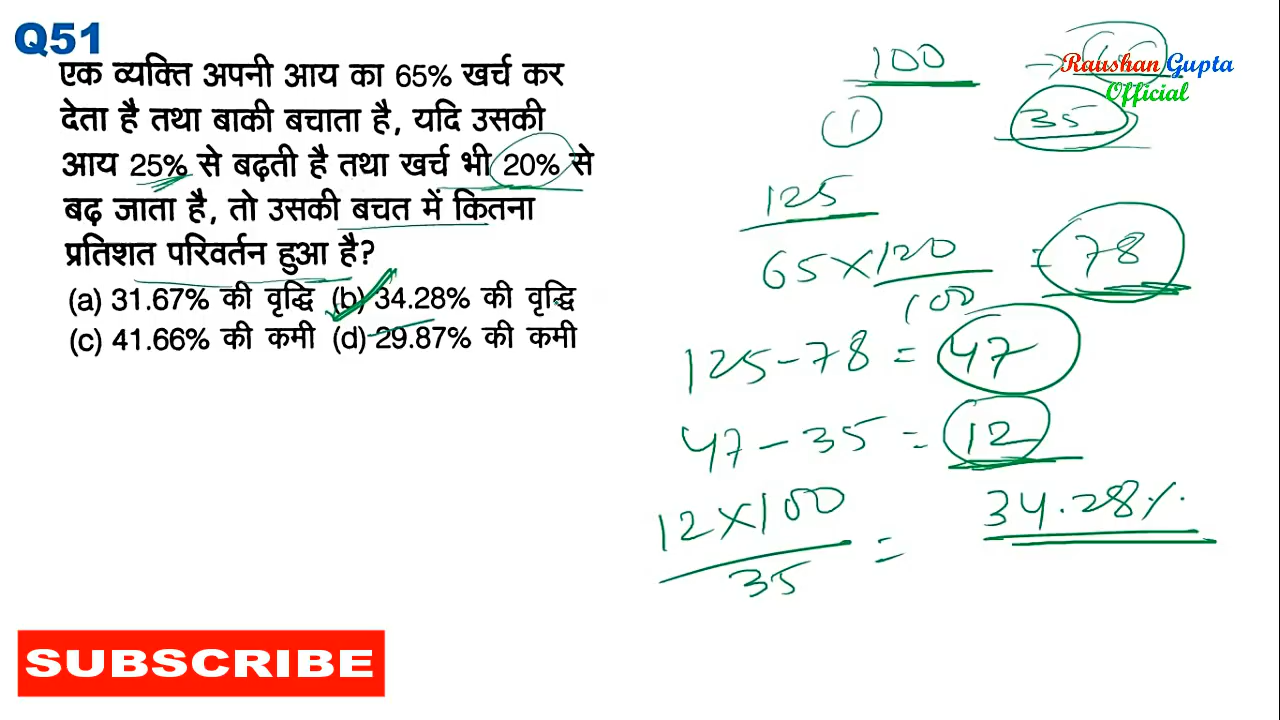 Q51
एक व्यक्ति अपनी आय का 65% खर्च कर
देता है तथा बाकी बचाता है, यदि उसकी
आय 25% से बढ़ती है तथा खर्च भी 20% से
बढ़ जाता है, तो उसकी बचत में कितना
प्रतिशत परिवर्तन हुआ है?
(a) 31.67% की वृद्धि (b) 34.28% की वृद्धि
(c) 41.66% की कमी (d) 29.87% की कमी
100
Raushan Gupta
Official
1
35
125
65×120/100 = 78
125-78 = 47
47-35 = 12
12×100/35 = 34.28%
SUBSCRIBE